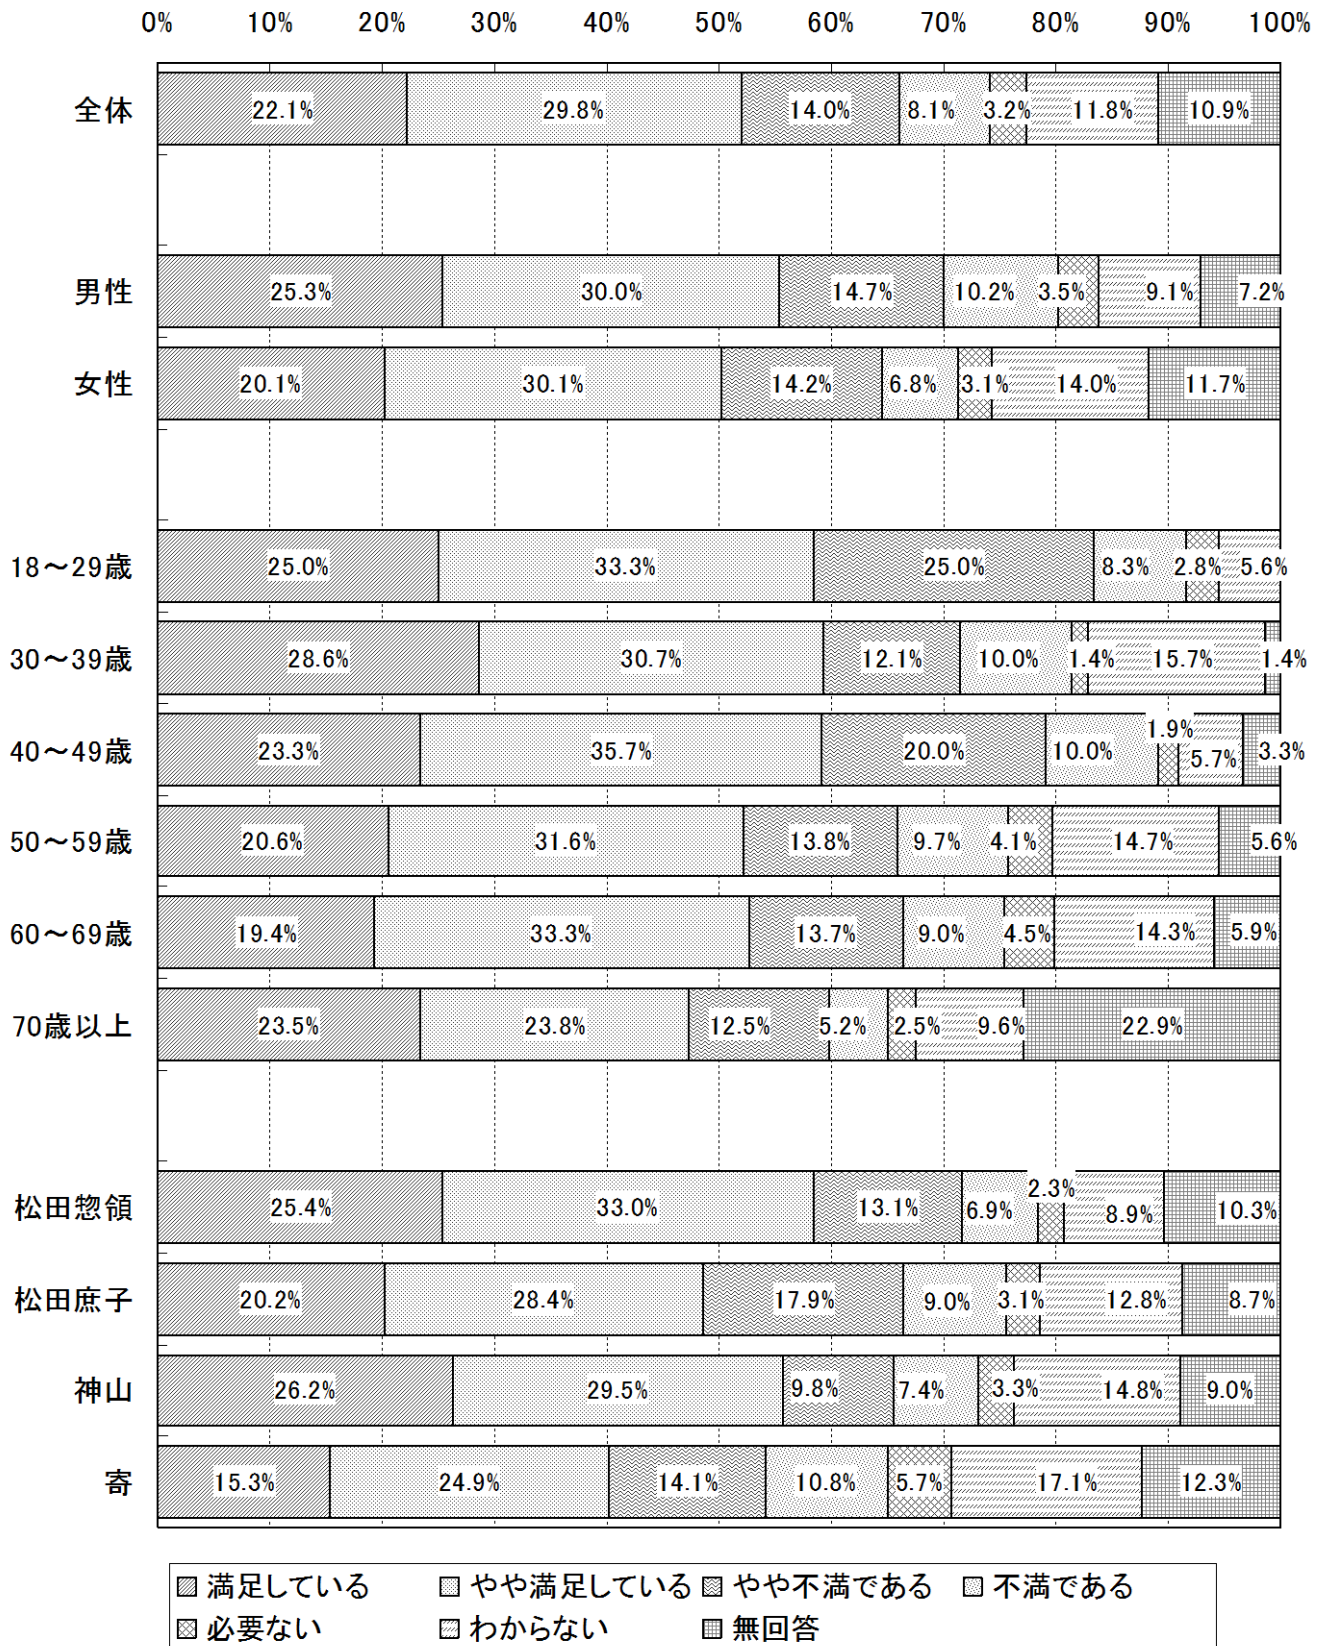 0% 10% 20% 30% 40% 50% 60% 70% 80% 90% 100%
全体 22.1% 29.8% 14.0% 8.1% 3.2% 11.8% 10.9%
男性 25.3% 30.0% 14.7% 10.2% 3.5% 9.1% 7.2%
女性 20.1% 30.1% 14.2% 6.8% 3.1% 14.0% 11.7%
18～29歳 25.0% 33.3% 25.0% 8.3% 2.8% 5.6%
30～39歳 28.6% 30.7% 12.1% 10.0% 1.4% 15.7% 1.4%
40～49歳 23.3% 35.7% 20.0% 10.0% 1.9% 5.7% 3.3%
50～59歳 20.6% 31.6% 13.8% 9.7% 4.1% 14.7% 5.6%
60～69歳 19.4% 33.3% 13.7% 9.0% 4.5% 14.3% 5.9%
70歳以上 23.5% 23.8% 12.5% 5.2% 2.5% 9.6% 22.9%
松田惣領 25.4% 33.0% 13.1% 6.9% 2.3% 8.9% 10.3%
松田庶子 20.2% 28.4% 17.9% 9.0% 3.1% 12.8% 8.7%
神山 26.2% 29.5% 9.8% 7.4% 3.3% 14.8% 9.0%
寄 15.3% 24.9% 14.1% 10.8% 5.7% 17.1% 12.3%
満足している やや満足している やや不満である 不満である
必要ない わからない 無回答